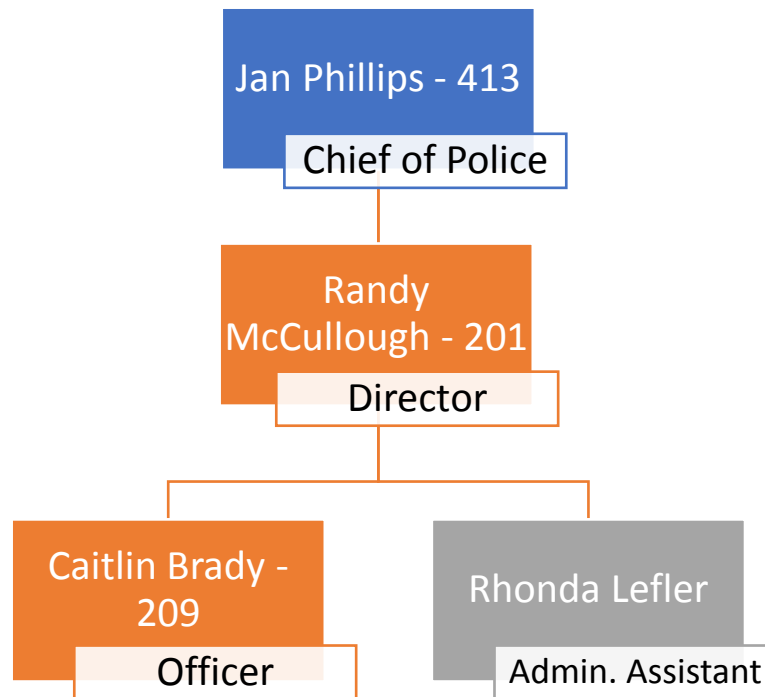 Jan Phillips - 413
Chief of Police
Randy
McCullough - 201
Director
Caitlin Brady -
209
Officer
Rhonda Lefler
Admin. Assistant